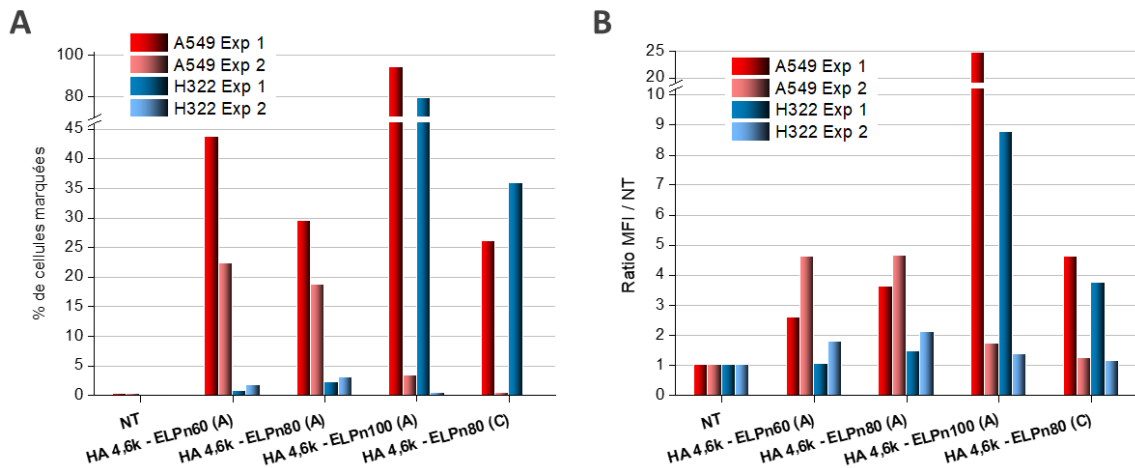 A
100
80
45
40
35
30
25
20
15
10
5
0
% de cellules marquées
A549 Exp 1
A549 Exp 2
H322 Exp 1
H322 Exp 2
NT
HA 4,6k - ELPn60 (A)
HA 4,6k - ELPn80 (A)
HA 4,6k - ELPn100 (A)
HA 4,6k - ELPn80 (C)
B
25
20
10
9
8
7
6
5
4
3
2
1
0
Ratio MFI / NT
A549 Exp 1
A549 Exp 2
H322 Exp 1
H322 Exp 2
NT
HA 4,6k - ELPn60 (A)
HA 4,6k - ELPn80 (A)
HA 4,6k - ELPn100 (A)
HA 4,6k - ELPn80 (C)